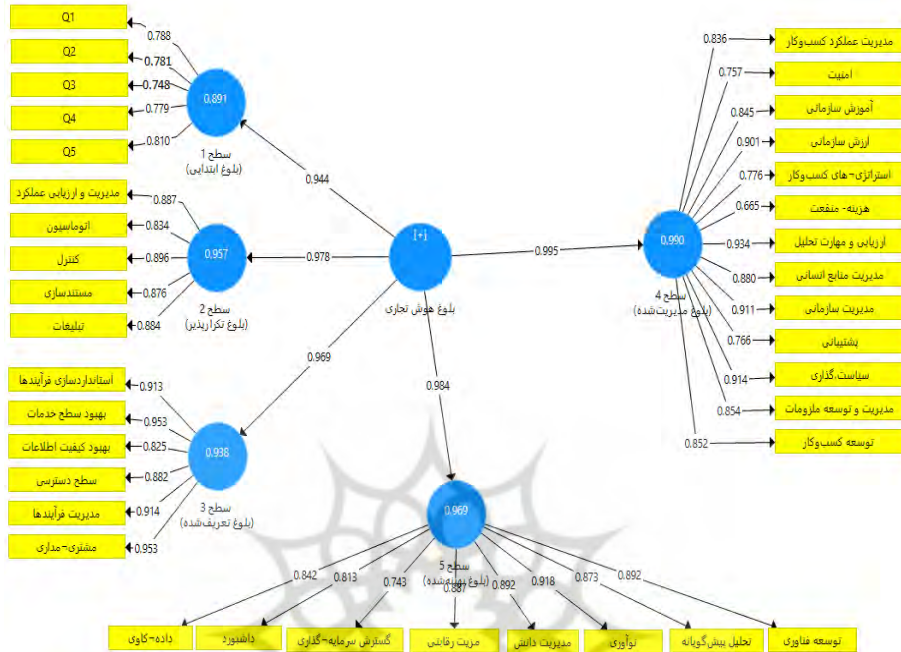 Q1
Q2
Q3
Q4
Q5
0.788
0.781
0.748
0.779
0.810
0.891
سطح 1
(بلوغ ابتدایی)
0.944
مدیریت و ارزیابی عملکرد
اتوماسیون
کنترل
مستندسازی
تبلیغات
0.887
0.834
0.896
0.876
0.884
0.957
سطح 2
(بلوغ تکرارپذیر)
0.978
استانداردسازی فرآیندها
بهبود سطح خدمات
بهبود کیفیت اطلاعات
سطح دسترسی
مدیریت فرآیندها
مشتری¬مداری
0.913
0.953
0.825
0.882
0.914
0.953
0.938
سطح 3
(بلوغ تعریف‌شده)
0.969
[+]
بلوغ هوش تجاری
0.995
0.984
0.990
سطح 4
(بلوغ مدیریت‌شده)
0.836
0.757
0.845
0.901
0.776
0.665
0.934
0.880
0.911
0.766
0.914
0.854
0.852
مدیریت عملکرد کسب‌وکار
امنیت
آموزش سازمانی
ارزش سازمانی
استراتژی¬های کسب‌وکار
هزینه- منفعت
ارزیابی و مهارت تحلیل
مدیریت منابع انسانی
مدیریت سازمانی
پشتیبانی
سیاست‌گذاری
مدیریت و توسعه ملزومات
توسعه کسب‌وکار
0.969
سطح 5
(بلوغ بهینه‌شده)
0.842
0.813
0.743
0.887
0.892
0.918
0.873
0.892
داده¬کاوی
داشبورد
گسترش سرمایه¬گذاری
مزیت رقابتی
مدیریت دانش
نوآوری
تحلیل پیش‌گویانه
توسعه فناوری